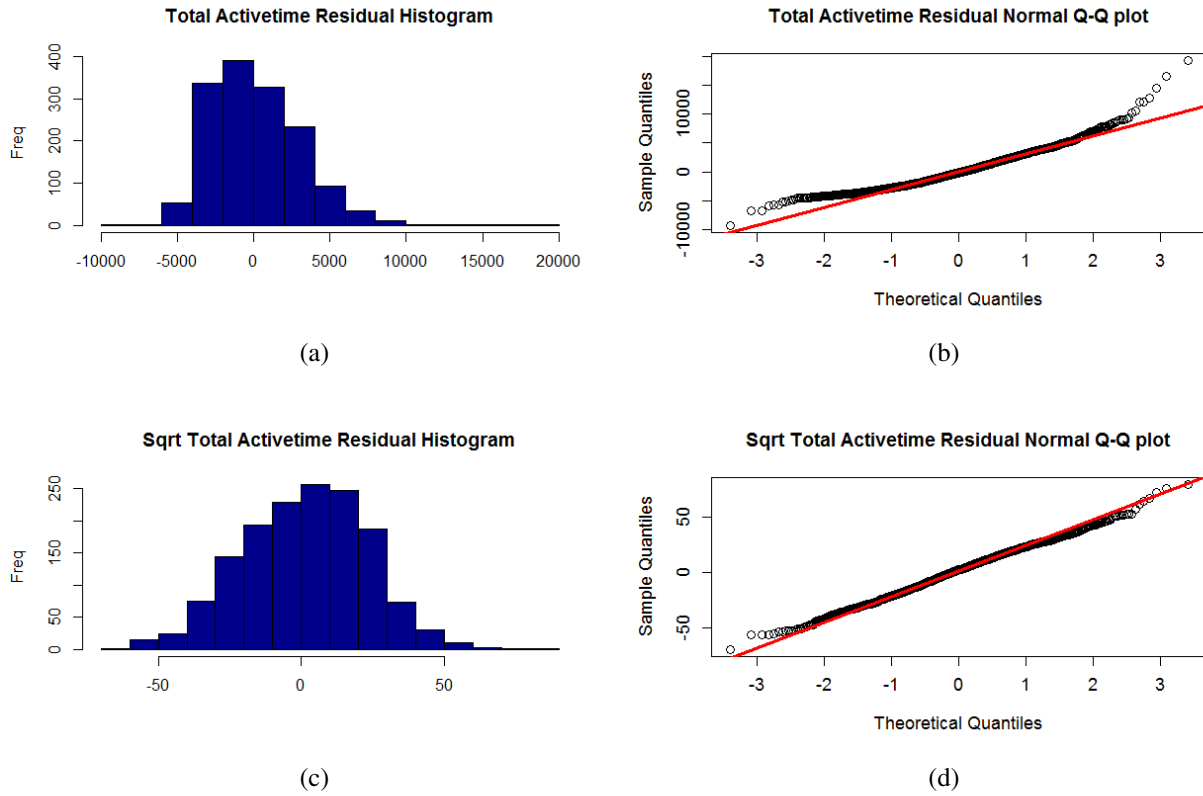 Total Activetime Residual Histogram
Freq
400
300
200
100
0
-10000 -5000 0 5000 10000 15000 20000
(a)
Total Activetime Residual Normal Q-Q plot
Sample Quantiles
10000
0
-10000
-3 -2 -1 0 1 2 3
Theoretical Quantiles
(b)
Sqrt Total Activetime Residual Histogram
Freq
250
150
50
0
-50 0 50
(c)
Sqrt Total Activetime Residual Normal Q-Q plot
Sample Quantiles
50
0
-50
-3 -2 -1 0 1 2 3
Theoretical Quantiles
(d)